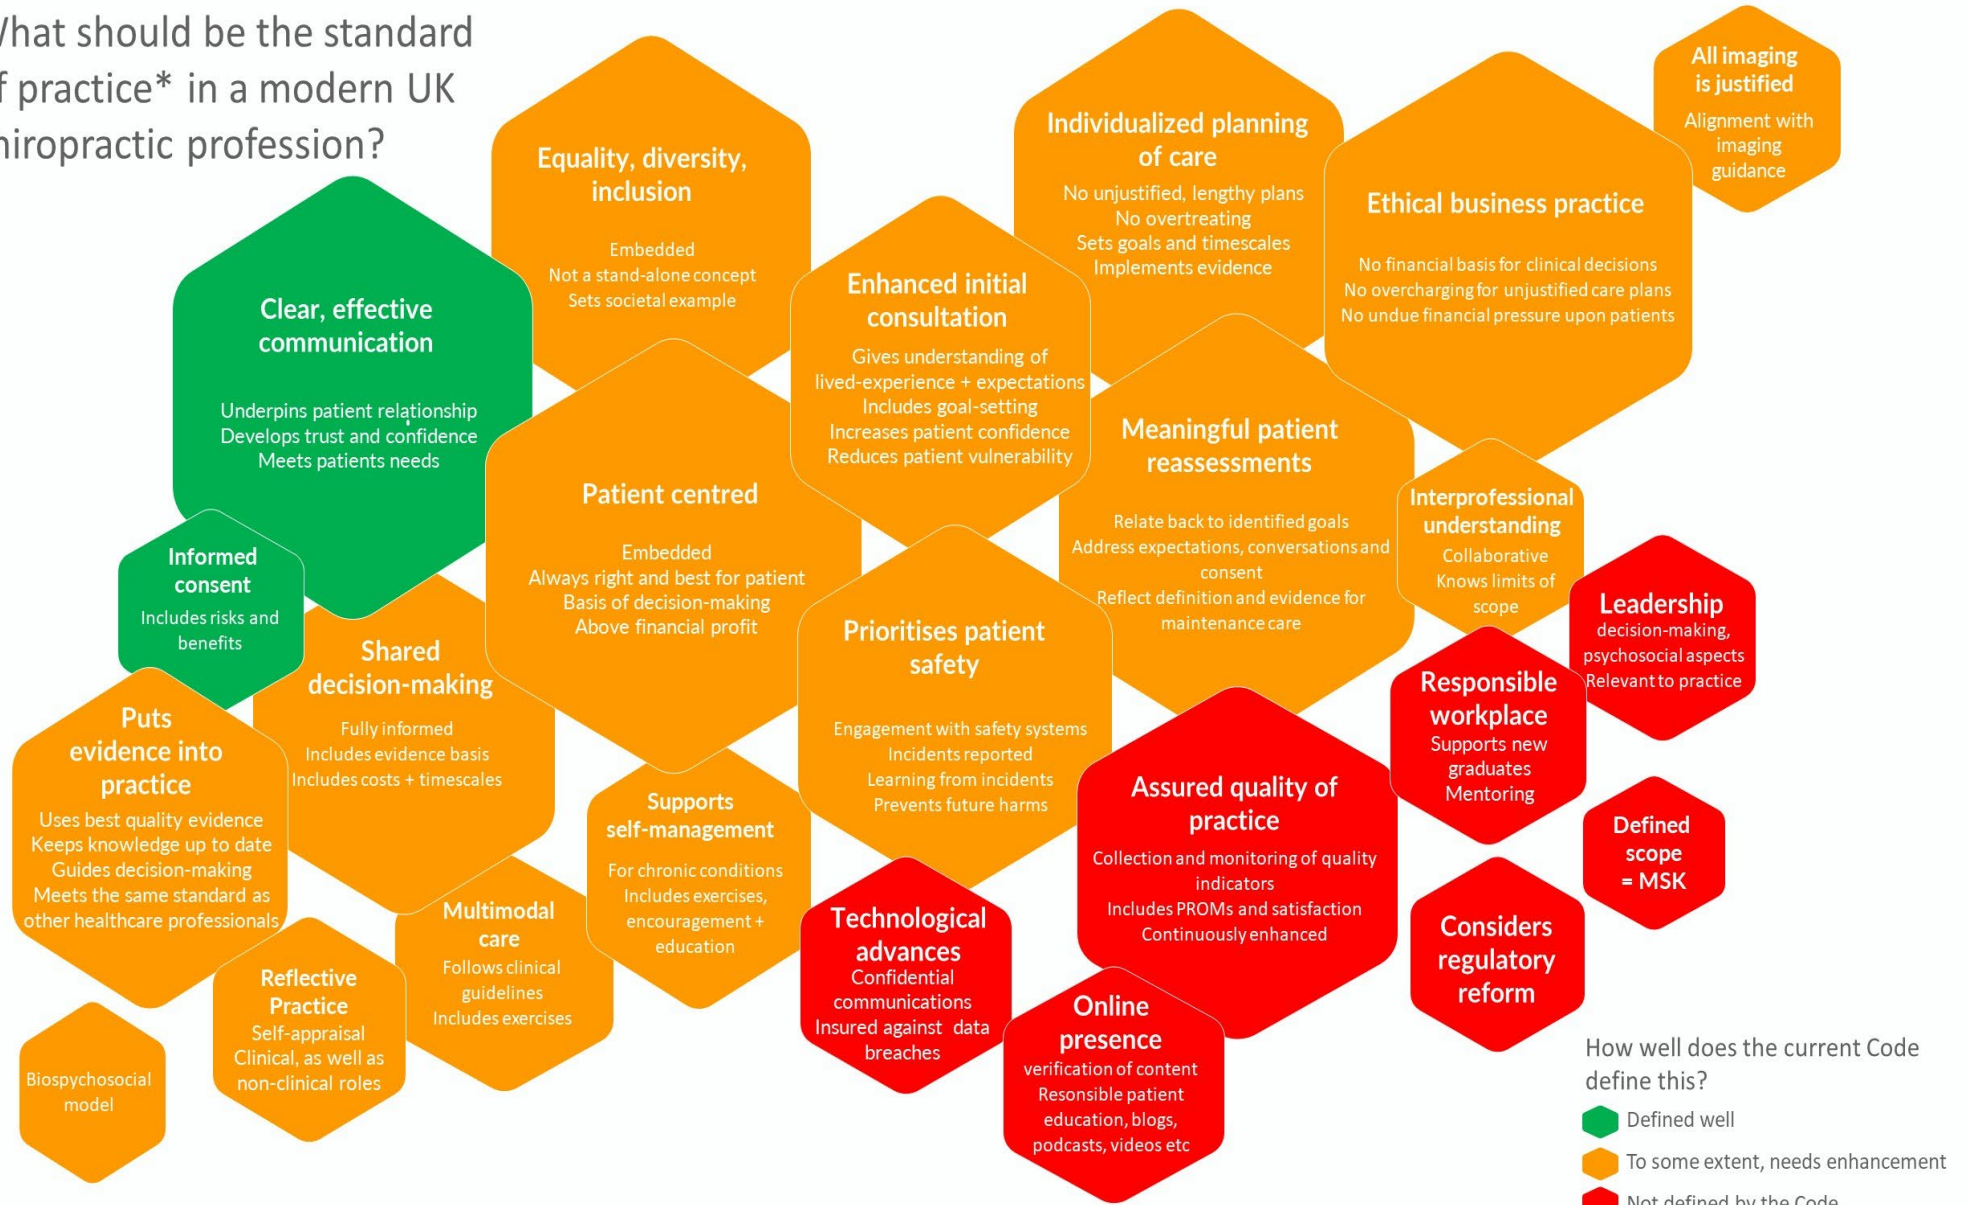 What should be the standard
of practice* in a modern UK
chiropractic profession?
Clear, effective
communication
Underpins patient relationship
Develops trust and confidence
Meets patients needs
Equality, diversity,
inclusion
Embedded
Not a stand-alone concept
Sets societal example
Enhanced initial
consultation
Gives understanding of
lived-experience + expectations
Includes goal-setting
Increases patient confidence
Reduces patient vulnerability
Individualized planning
of care
No unjustified, lengthy plans
No overtreating
Sets goals and timescales
Implements evidence
Ethical business practice
No financial basis for clinical decisions
No overcharging for unjustified care plans
No undue financial pressure upon patients
All imaging
is justified
Alignment with
imaging
guidance
Informed
consent
Includes risks and
benefits
Shared
decision-making
Fully informed
Includes evidence basis
Includes costs + timescales
Patient centred
Embedded
Always right and best for patient
Basis of decision-making
Above financial profit
Prioritises patient
safety
Engagement with safety systems
Incidents reported
Learning from incidents
Prevents future harms
Meaningful patient
reassessments
Relate back to identified goals
Address expectations, conversations and
consent
Reflect definition and evidence for
maintenance care
Interprofessional
understanding
Collaborative
Knows limits of
scope
Leadership
decision-making,
psychosocial aspects
Relevant to practice
Responsible
workplace
Supports new
graduates
Mentoring
Puts
evidence into
practice
Uses best quality evidence
Keeps knowledge up to date
Guides decision-making
Meets the same standard as
other healthcare professionals
Supports
self-management
For chronic conditions
Includes exercises,
encouragement +
education
Assured quality of
practice
Collection and monitoring of quality
indicators
Includes PROMs and satisfaction
Continuously enhanced
Defined
scope
= MSK
Multimodal
care
Follows clinical
guidelines
Includes exercises
Technological
advances
Confidential
communications
Insured against data
breaches
Considers
regulatory
reform
Reflective
Practice
Self-appraisal
Clinical, as well as
non-clinical roles
Online
presence
verification of content
Resonsible patient
education, blogs,
podcasts, videos etc
Biospychosocial
model
How well does the current Code
define this?
Defined well
To some extent, needs enhancement
Not defined by the Code